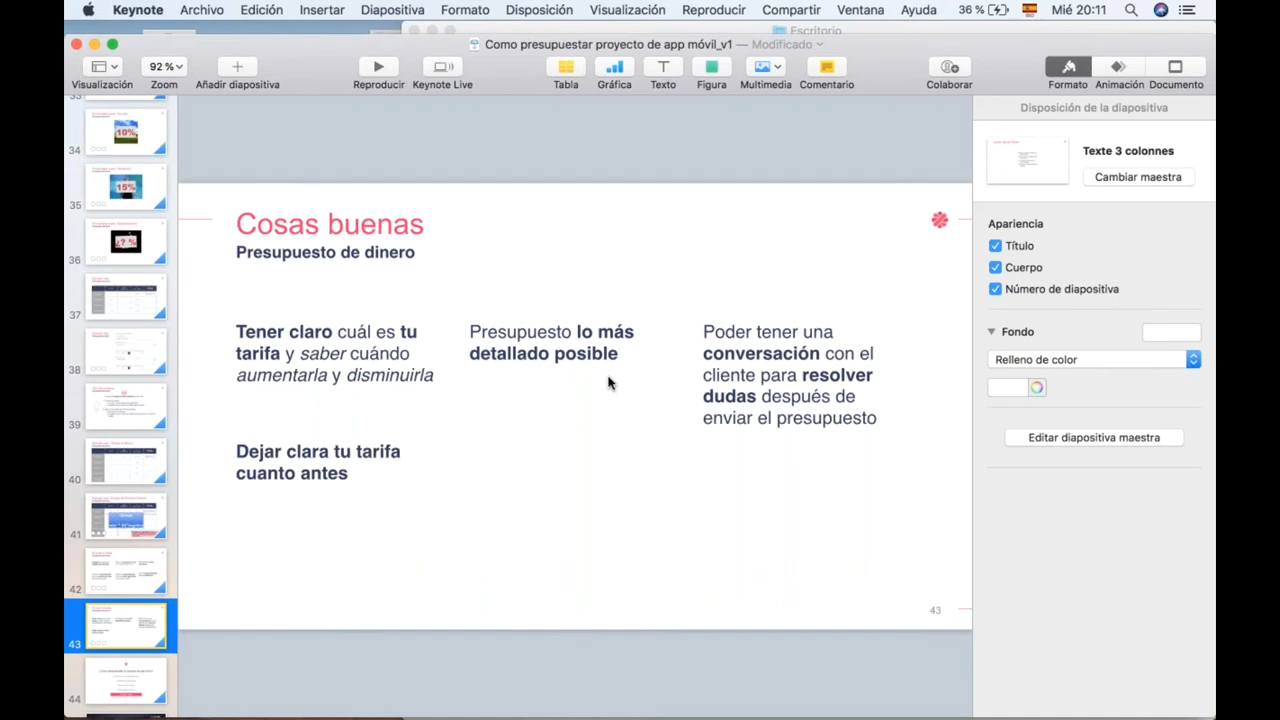 Keynote Archivo Edición Insertar Diapositiva Formato Disposición Visualización Reproducir Compartir Ventana Ayuda 36 % Mié 20:11
Escritorio
Como presupuestar proyecto de app móvil_v1 — Modificado
92 %
Visualización Zoom Añadir diapositiva Reproducir Keynote Live Tabla Gráfica Texto Figura Multimedia Comentario Colaborar Formato Animación Documento
33
10%
34
15%
35
36
37
38
39
40
41
42
43
44
Cosas buenas
Presupuesto de dinero
Tener claro cuál es tu
tarifa y saber cuándo
aumentarla y disminuirla
Dejar clara tu tarifa
cuanto antes
Presupuesto lo más
detallado posible
Poder tener una
conversación con el
cliente para resolver
dudas después de
enviar el presupuesto
43
Disposición de la diapositiva
Texte 3 colonnes
Cambiar maestra
Apariencia
Título
Cuerpo
Número de diapositiva
Fondo
Relleno de color
Editar diapositiva maestra